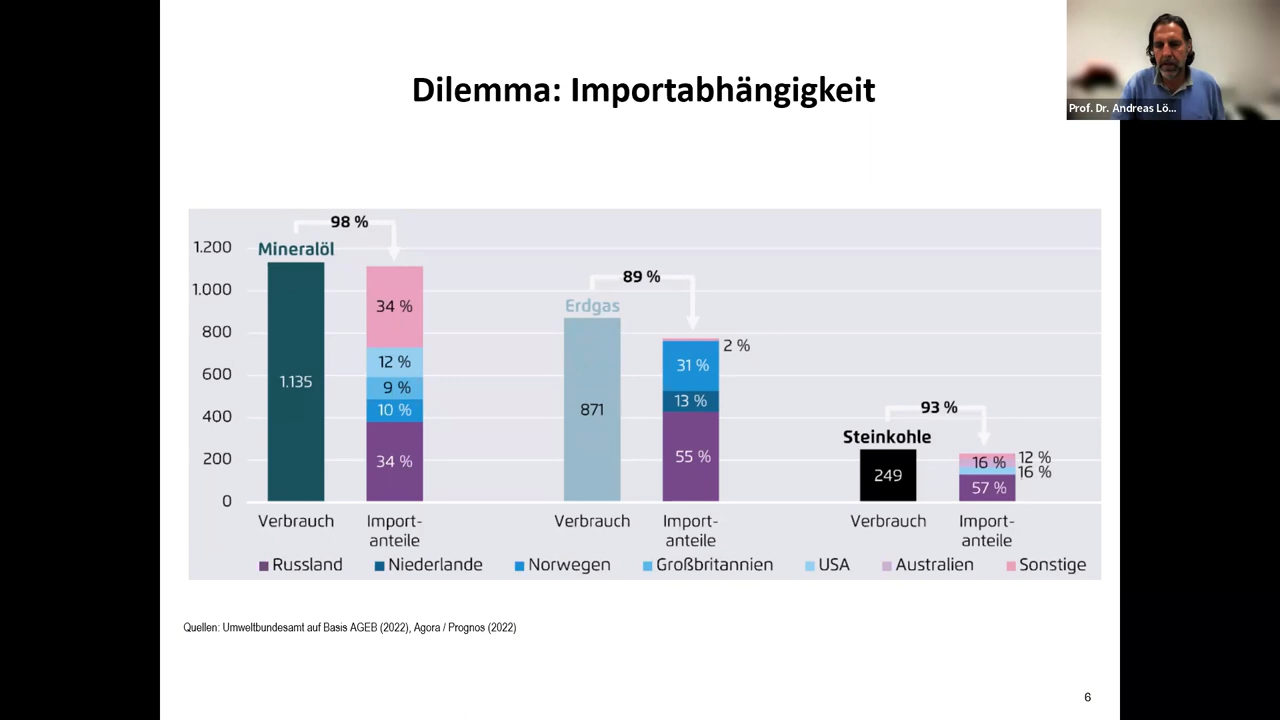 Dilemma: Importabhängigkeit
Prof. Dr. Andreas Lö...
98 %
1.200
Mineralöl
89 %
1.000
34 %
Erdgas
800
2 %
12 %
31 %
600
1.135
9 %
13 %
871
93 %
400
10 %
Steinkohle
200
34 %
55 %
249
16 %
12 %
16 %
57 %
0
Verbrauch
Import-
anteile
Verbrauch
Import-
anteile
Verbrauch
Import-
anteile
Russland
Niederlande
Norwegen
Großbritannien
USA
Australien
Sonstige
Quellen: Umweltbundesamt auf Basis AGEB (2022), Agora / Prognos (2022)
6